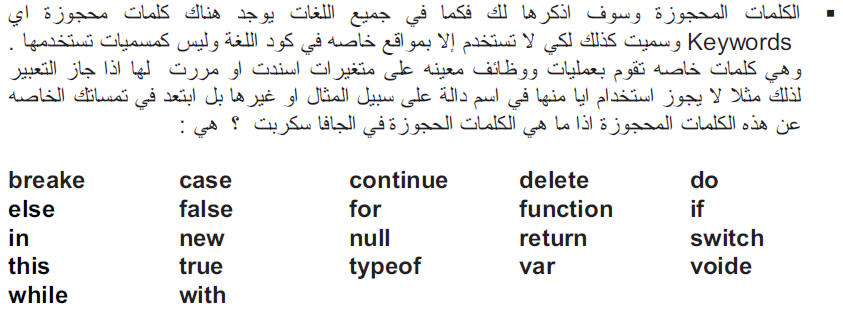 ▪ الكلمات المحجوزة وسوف اذكرها لك فكما في جميع اللغات يوجد هناك كلمات محجوزة اي
Keywords وسميت كذلك لكي لا تستخدم إلا بمواقع خاصه في كود اللغة وليس كمسميات تستخدمها .
وهي كلمات خاصه تقوم بعمليات ووظائف معينه على متغيرات اسندت او مررت لها اذا جاز التعبير
لذلك مثلا لا يجوز استخدام ايا منها في اسم دالة على سبيل المثال او غيرها بل ابتعد في تمساتك الخاصه
عن هذه الكلمات المحجوزة اذا ما هي الكلمات الحجوزة في الجافا سكربت ؟ هي :
breake case continue delete do
else false for function if
in new null return switch
this true typeof var voide
while with